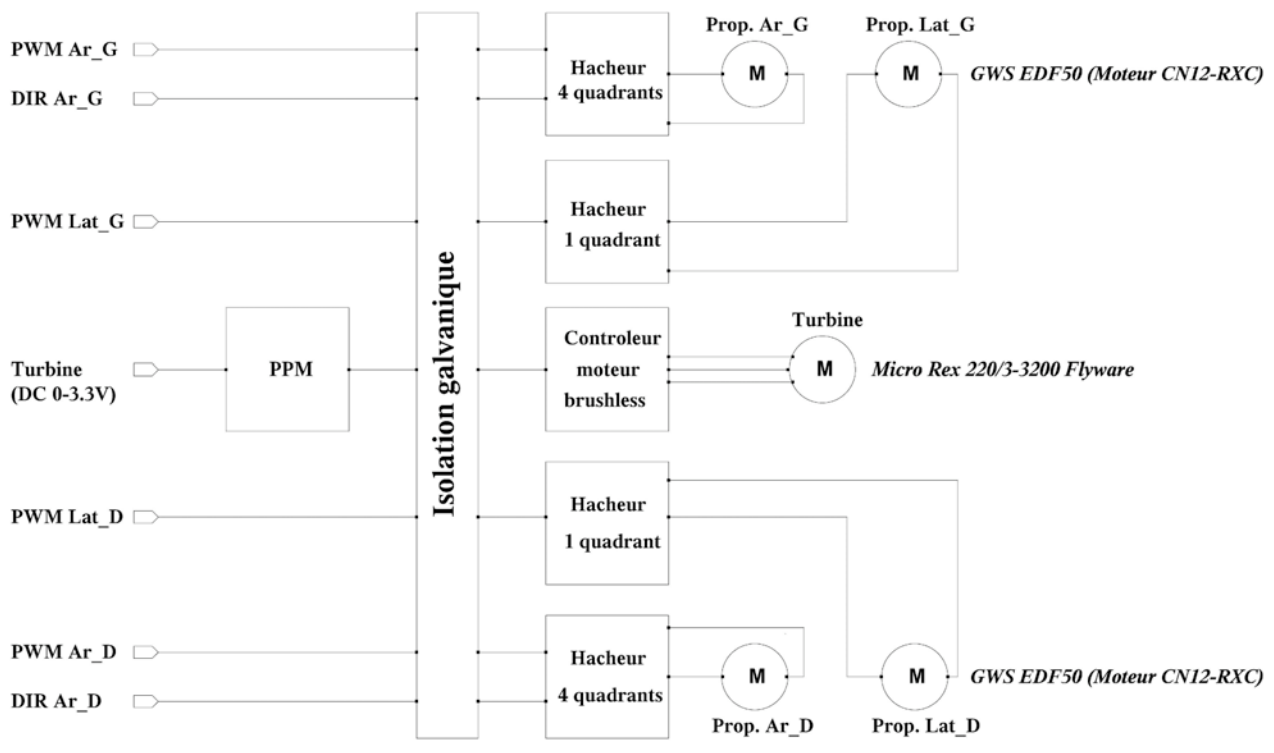 Prop. Ar_G
Prop. Lat_G
PWM Ar_G
DIR Ar_G
Hacheur
4 quadrants
M
M
GWS EDF50 (Moteur CN12-RXC)
PWM Lat_G
Hacheur
1 quadrant
Isolation galvanique
Turbine
(DC 0-3.3V)
PPM
Controleur
moteur
brushless
Turbine
M
Micro Rex 220/3-3200 Flyware
PWM Lat_D
Hacheur
1 quadrant
PWM Ar_D
DIR Ar_D
Hacheur
4 quadrants
M
M
GWS EDF50 (Moteur CN12-RXC)
Prop. Ar_D
Prop. Lat_D